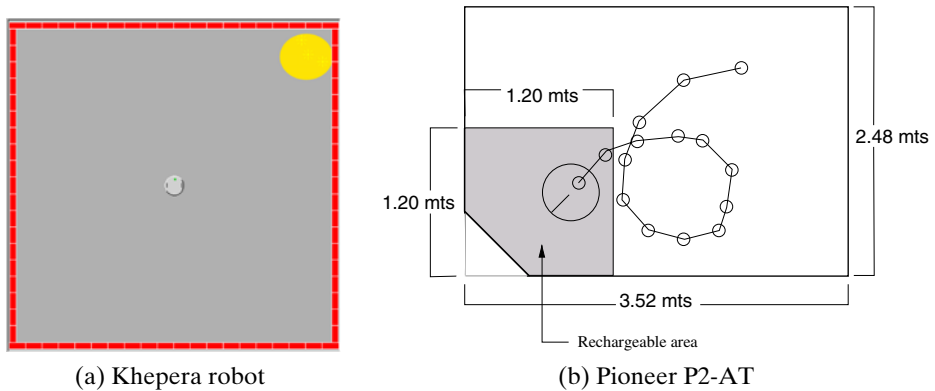 1.20 mts
2.48 mts
1.20 mts
3.52 mts
Rechargeable area
(a) Khepera robot
(b) Pioneer P2-AT